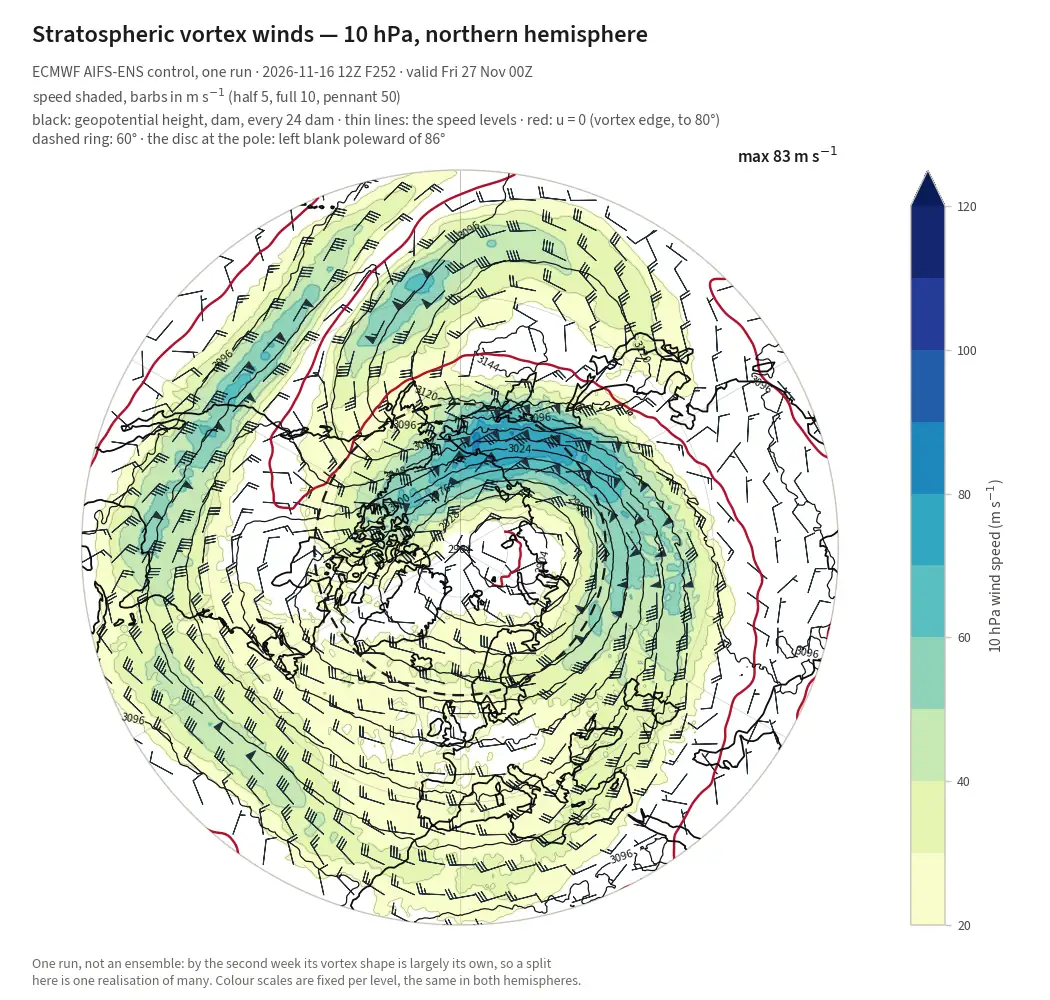 Stratospheric vortex winds — 10 hPa, northern hemisphere
ECMWF AIFS-ENS control, one run · 2026-11-16 12Z F252 · valid Fri 27 Nov 00Z
speed shaded, barbs in m s⁻¹ (half 5, full 10, pennant 50)
black: geopotential height, dam, every 24 dam · thin lines: the speed levels · red: u = 0 (vortex edge, to 80°)
dashed ring: 60° · the disc at the pole: left blank poleward of 86°
max 83 m s⁻¹
120
100
80
60
40
20
10 hPa wind speed (m s⁻¹)
3096
3096
3144
3120
3096
3096
3096
3024
3096
3096
3096
One run, not an ensemble: by the second week its vortex shape is largely its own, so a split
here is one realisation of many. Colour scales are fixed per level, the same in both hemispheres.